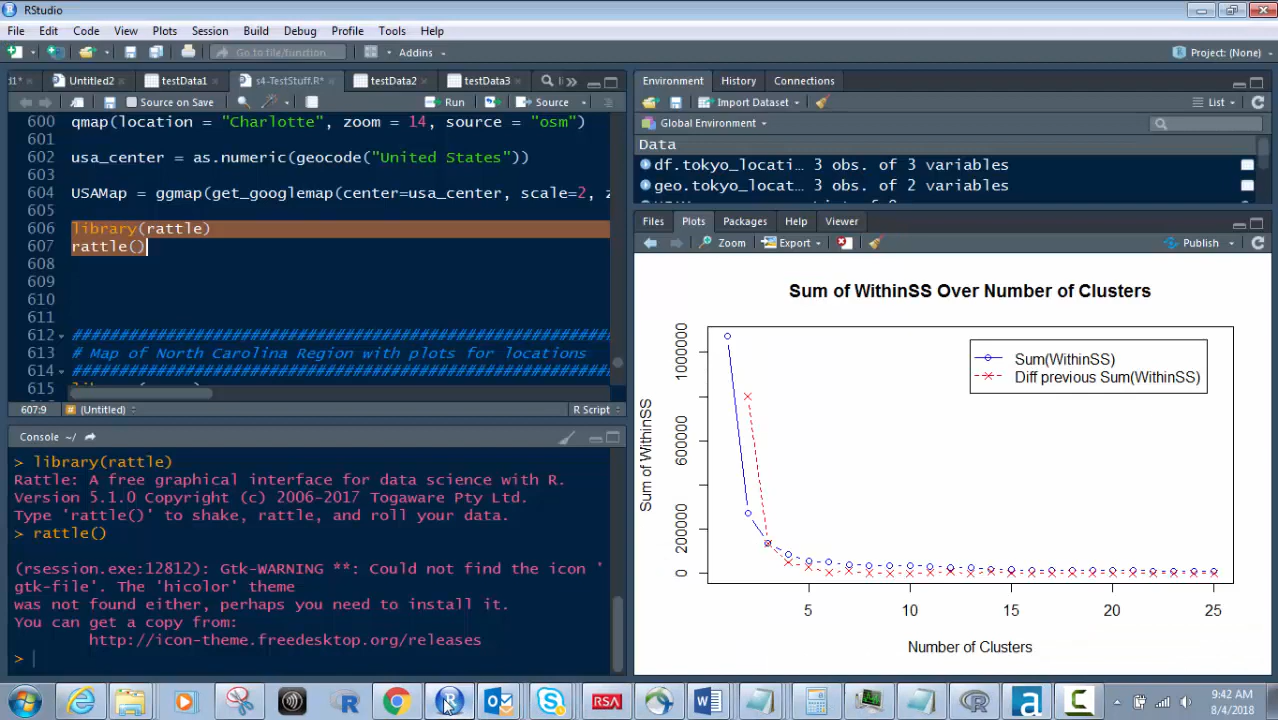 RStudio
File Edit Code View Plots Session Build Debug Profile Tools Help
Go to file/function Addins Project: (None)
Untitled2 testData1 s4-TestStuff.R* testData2 testData3
Source on Save Run Source
600 qmap(location = "Charlotte", zoom = 14, source = "osm")
601
602 usa_center = as.numeric(geocode("United States"))
603
604 USAMap = ggmap(get_googlemap(center=usa_center, scale=2, z
605
606 library(rattle)
607 rattle()
608
609
610
611
612 ############################################################
613 # Map of North Carolina Region with plots for locations
614 ############################################################
615
607:9 (Untitled) R Script
Console ~/
> library(rattle)
Rattle: A free graphical interface for data science with R.
Version 5.1.0 Copyright (c) 2006-2017 Togaware Pty Ltd.
Type 'rattle()' to shake, rattle, and roll your data.
> rattle()
(rsession.exe:12812): Gtk-WARNING **: Could not find the icon '
gtk-file'. The 'hicolor' theme
was not found either, perhaps you need to install it.
You can get a copy from:
http://icon-theme.freedesktop.org/releases
>
Environment History Connections
Import Dataset List
Global Environment
Data
df.tokyo_locati... 3 obs. of 3 variables
geo.tokyo_locat... 3 obs. of 2 variables
Files Plots Packages Help Viewer
Zoom Export Publish
Sum of WithinSS Over Number of Clusters
Sum(WithinSS)
Diff previous Sum(WithinSS)
Sum of WithinSS
1000000
600000
200000
0
5 10 15 20 25
Number of Clusters
RSA
9:42 AM
8/4/2018